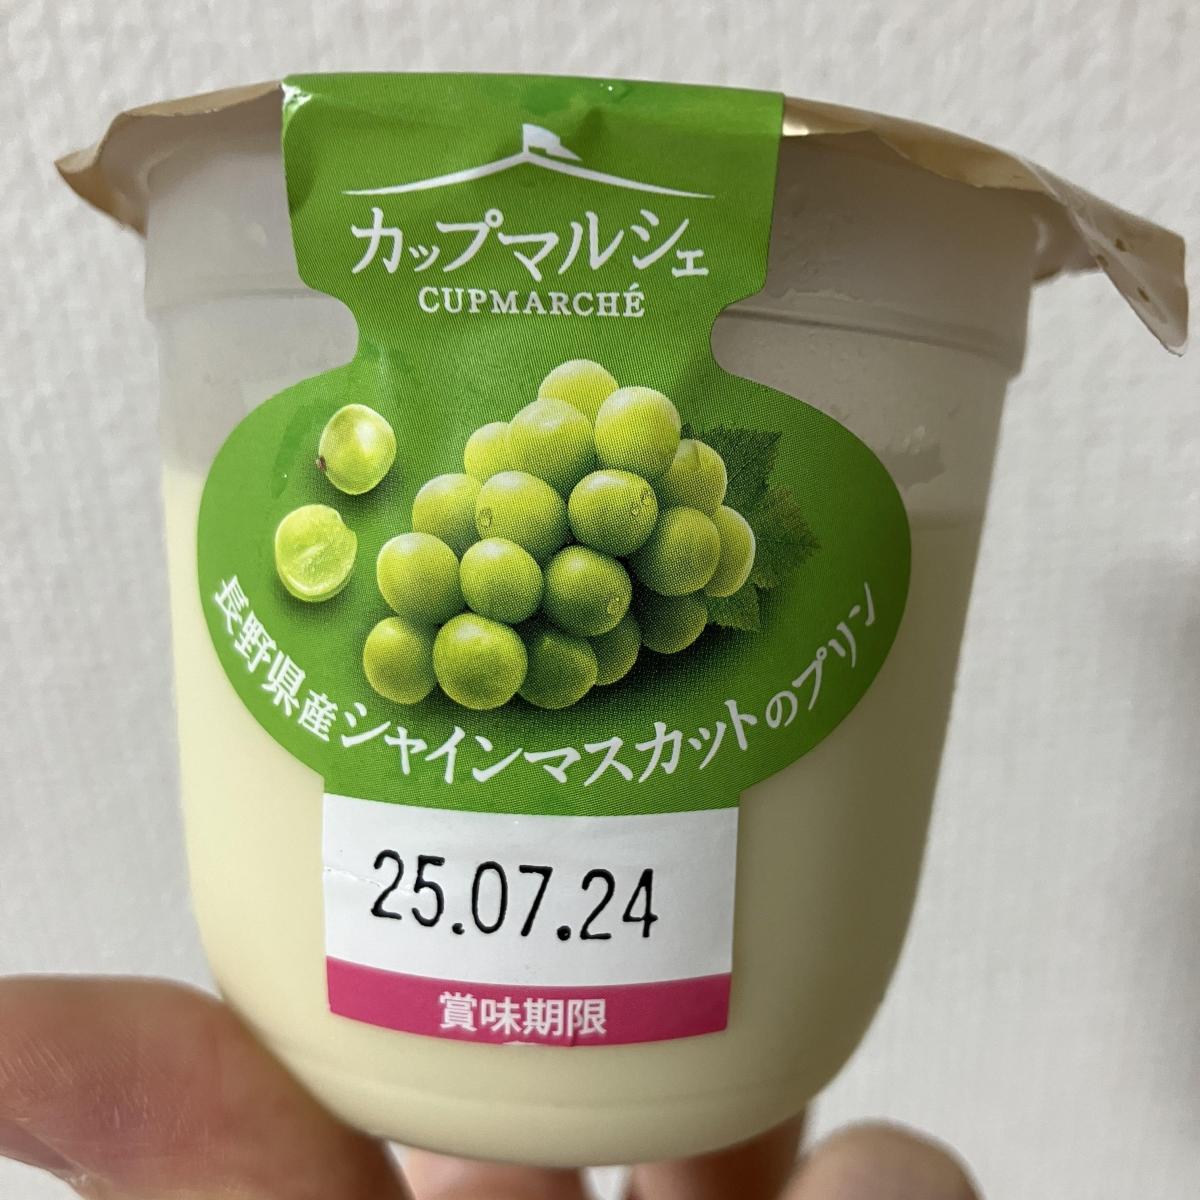 カップマルシェ
CUPMARCHÉ
長野県産シャインマスカットのプリン
25.07.24
賞味期限